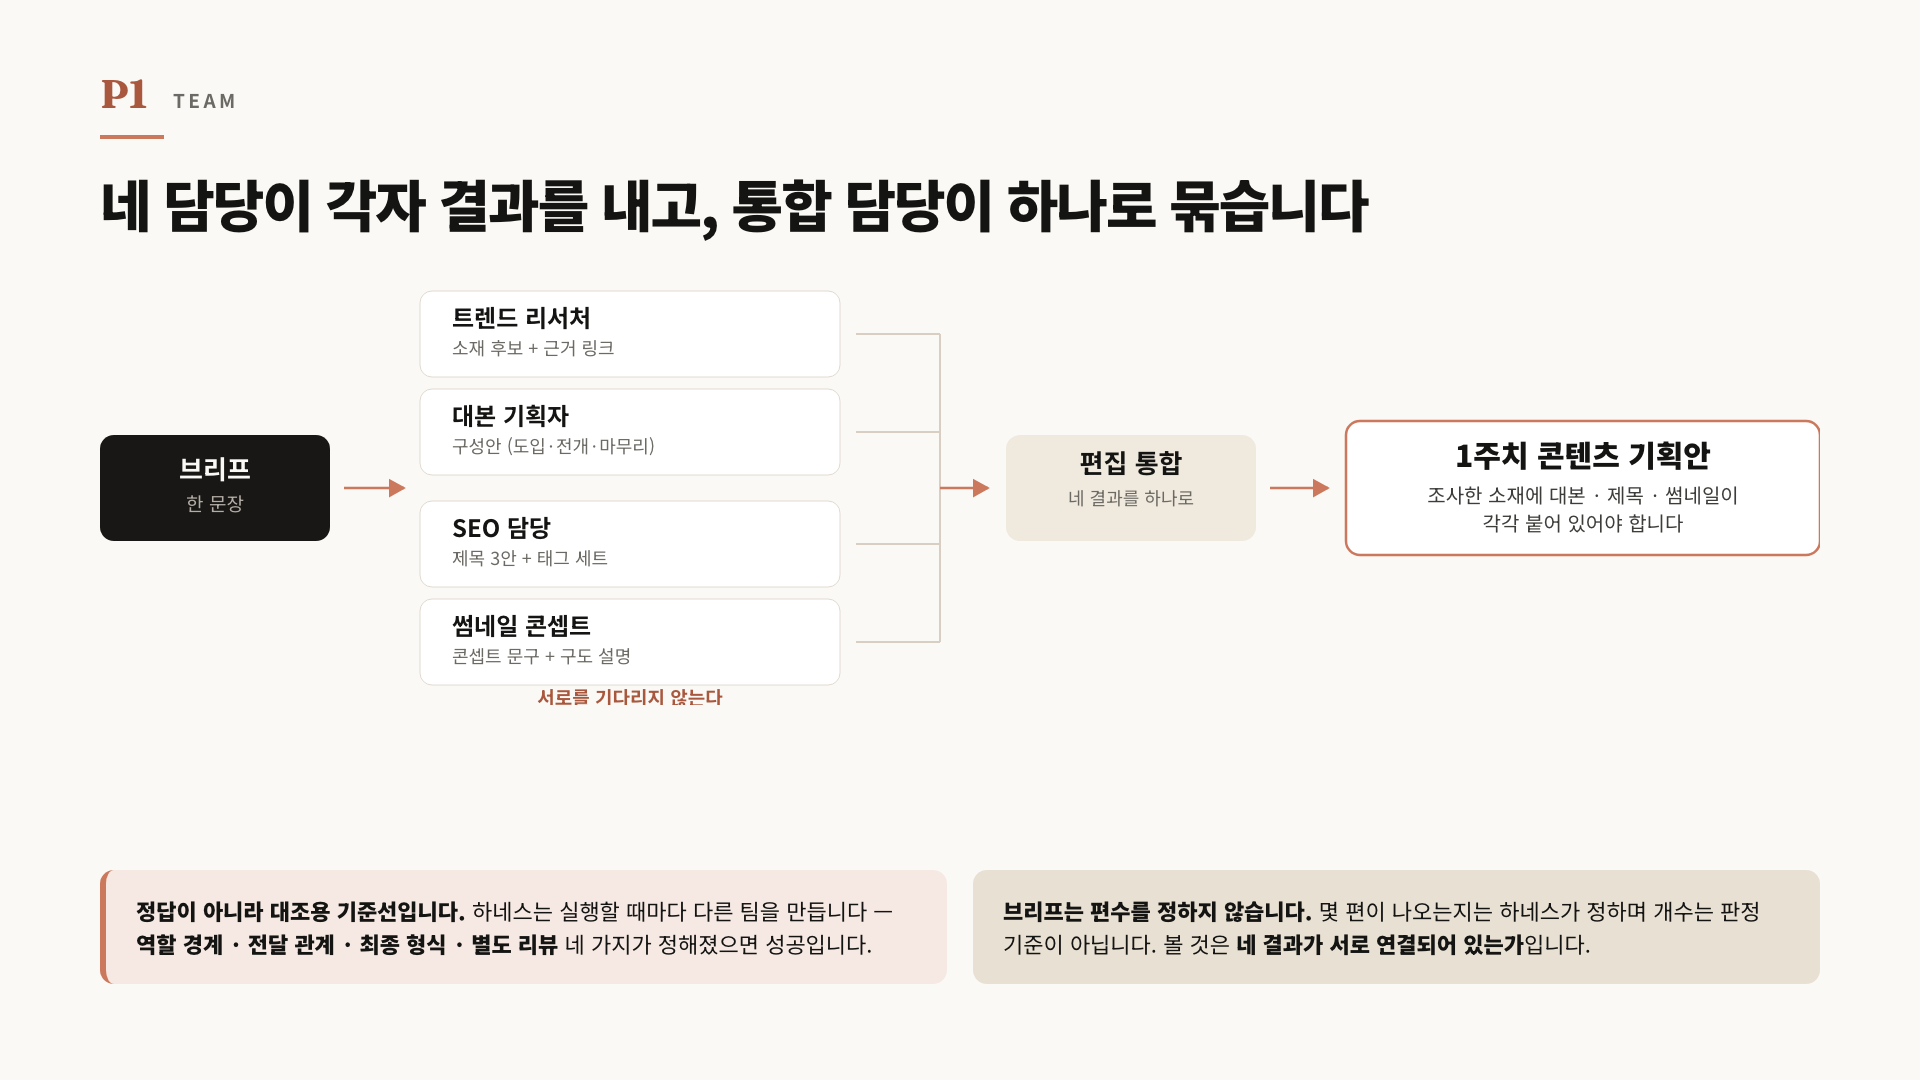 P1 TEAM
네 담당이 각자 결과를 내고, 통합 담당이 하나로 묶습니다
브리프
한 문장
트렌드 리서처
소재 후보 + 근거 링크
대본 기획자
구성안 (도입·전개·마무리)
SEO 담당
제목 3안 + 태그 세트
썸네일 콘셉트
콘셉트 문구 + 구도 설명
서로를 기다리지 않는다
편집 통합
네 결과를 하나로
1주치 콘텐츠 기획안
조사한 소재에 대본 · 제목 · 썸네일이
각각 붙어 있어야 합니다
정답이 아니라 대조용 기준선입니다. 하네스는 실행할 때마다 다른 팀을 만듭니다 —
역할 경계 · 전달 관계 · 최종 형식 · 별도 리뷰 네 가지가 정해졌으면 성공입니다.
브리프는 편수를 정하지 않습니다. 몇 편이 나오는지는 하네스가 정하며 개수는 판정
기준이 아닙니다. 볼 것은 네 결과가 서로 연결되어 있는가입니다.